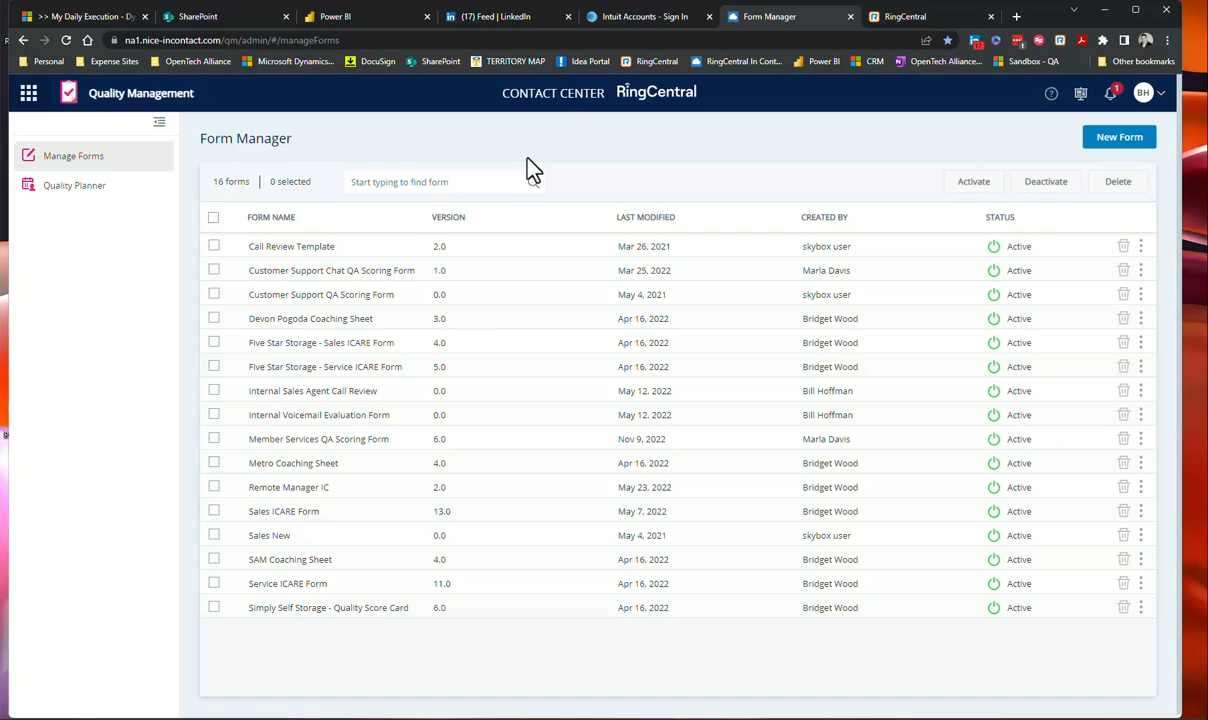 >> My Daily Execution - Dy
SharePoint
Power BI
(17) Feed | LinkedIn
Intuit Accounts - Sign In
Form Manager
RingCentral
na1.nice-incontact.com/qm/admin/#/manageForms
Personal
Expense Sites
OpenTech Alliance
Microsoft Dynamics...
DocuSign
SharePoint
TERRITORY MAP
Idea Portal
RingCentral
RingCentral In Cont...
Power BI
CRM
OpenTech Alliance...
Sandbox - QA
Other bookmarks
Quality Management
CONTACT CENTER RingCentral
1
BH
Manage Forms
Quality Planner
Form Manager
New Form
16 forms | 0 selected
Start typing to find form
Activate
Deactivate
Delete
FORM NAME VERSION LAST MODIFIED CREATED BY STATUS
Call Review Template 2.0 Mar 26, 2021 skybox user Active
Customer Support Chat QA Scoring Form 1.0 Mar 25, 2022 Marla Davis Active
Customer Support QA Scoring Form 0.0 May 4, 2021 skybox user Active
Devon Pogoda Coaching Sheet 3.0 Apr 16, 2022 Bridget Wood Active
Five Star Storage - Sales ICARE Form 4.0 Apr 16, 2022 Bridget Wood Active
Five Star Storage - Service ICARE Form 5.0 Apr 16, 2022 Bridget Wood Active
Internal Sales Agent Call Review 0.0 May 12, 2022 Bill Hoffman Active
Internal Voicemail Evaluation Form 0.0 May 12, 2022 Bill Hoffman Active
Member Services QA Scoring Form 6.0 Nov 9, 2022 Marla Davis Active
Metro Coaching Sheet 4.0 Apr 16, 2022 Bridget Wood Active
Remote Manager IC 2.0 May 23, 2022 Bridget Wood Active
Sales ICARE Form 13.0 May 7, 2022 Bridget Wood Active
Sales New 0.0 May 4, 2021 skybox user Active
SAM Coaching Sheet 4.0 Apr 16, 2022 Bridget Wood Active
Service ICARE Form 11.0 Apr 16, 2022 Bridget Wood Active
Simply Self Storage - Quality Score Card 6.0 Apr 16, 2022 Bridget Wood Active